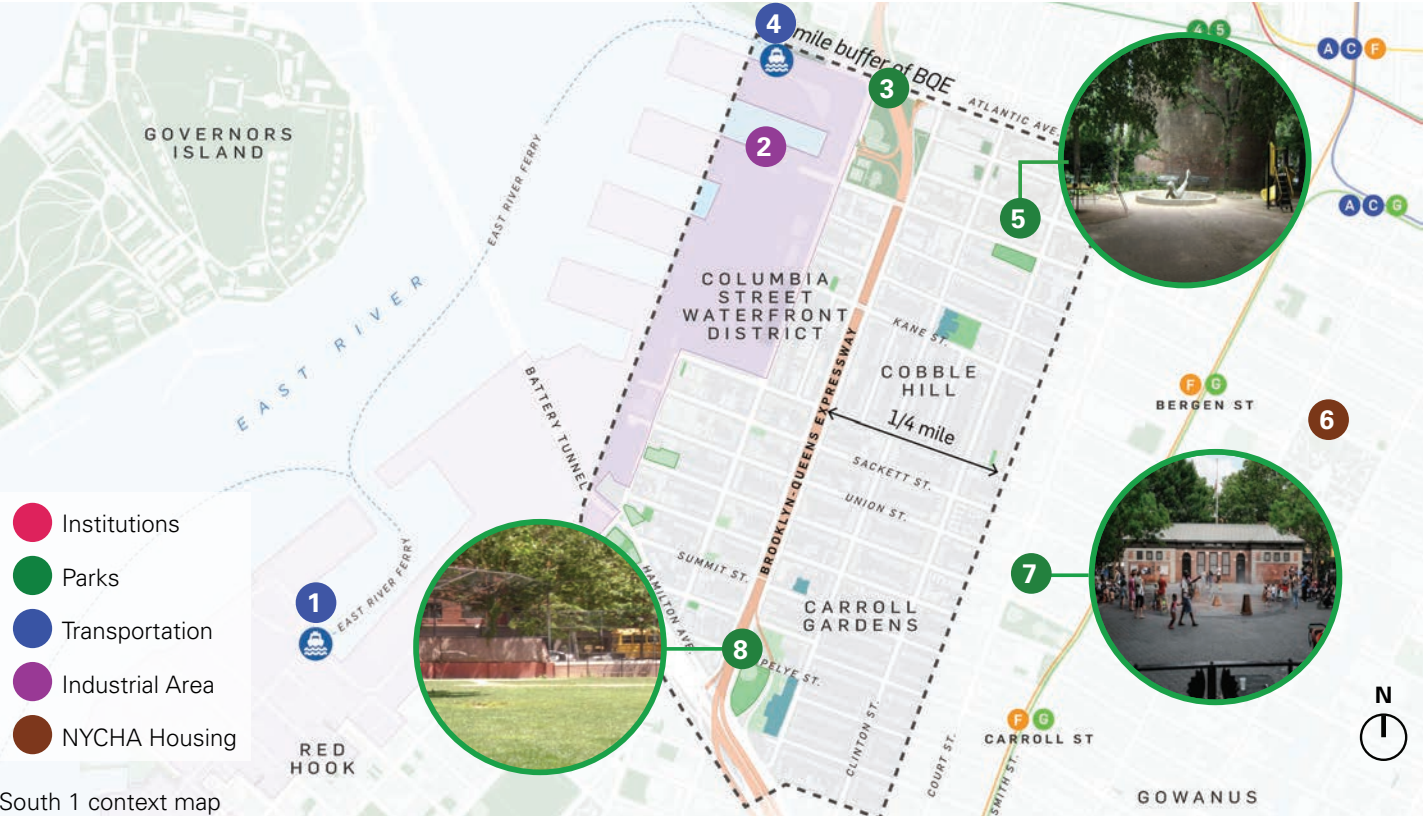 4
mile buffer of BQE
4 5
A C F
3
ATLANTIC AVE.
GOVERNORS
ISLAND
2
EAST RIVER FERRY
A C G
5
COLUMBIA
STREET
WATERFRONT
DISTRICT
KANE ST.
EAST RIVER
COBBLE
HILL
BATTERY TUNNEL
BROOKLYN-QUEENS EXPRESSWAY
F G
BERGEN ST
6
1/4 mile
SACKETT ST.
UNION ST.
Institutions
Parks
Transportation
Industrial Area
NYCHA Housing
1
EAST RIVER FERRY
SUMMIT ST.
HAMILTON AVE.
7
CARROLL
GARDENS
8
PELYE ST.
N
F G
CARROLL ST
CLINTON ST.
COURT ST.
SMITH ST.
RED
HOOK
GOWANUS
South 1 context map